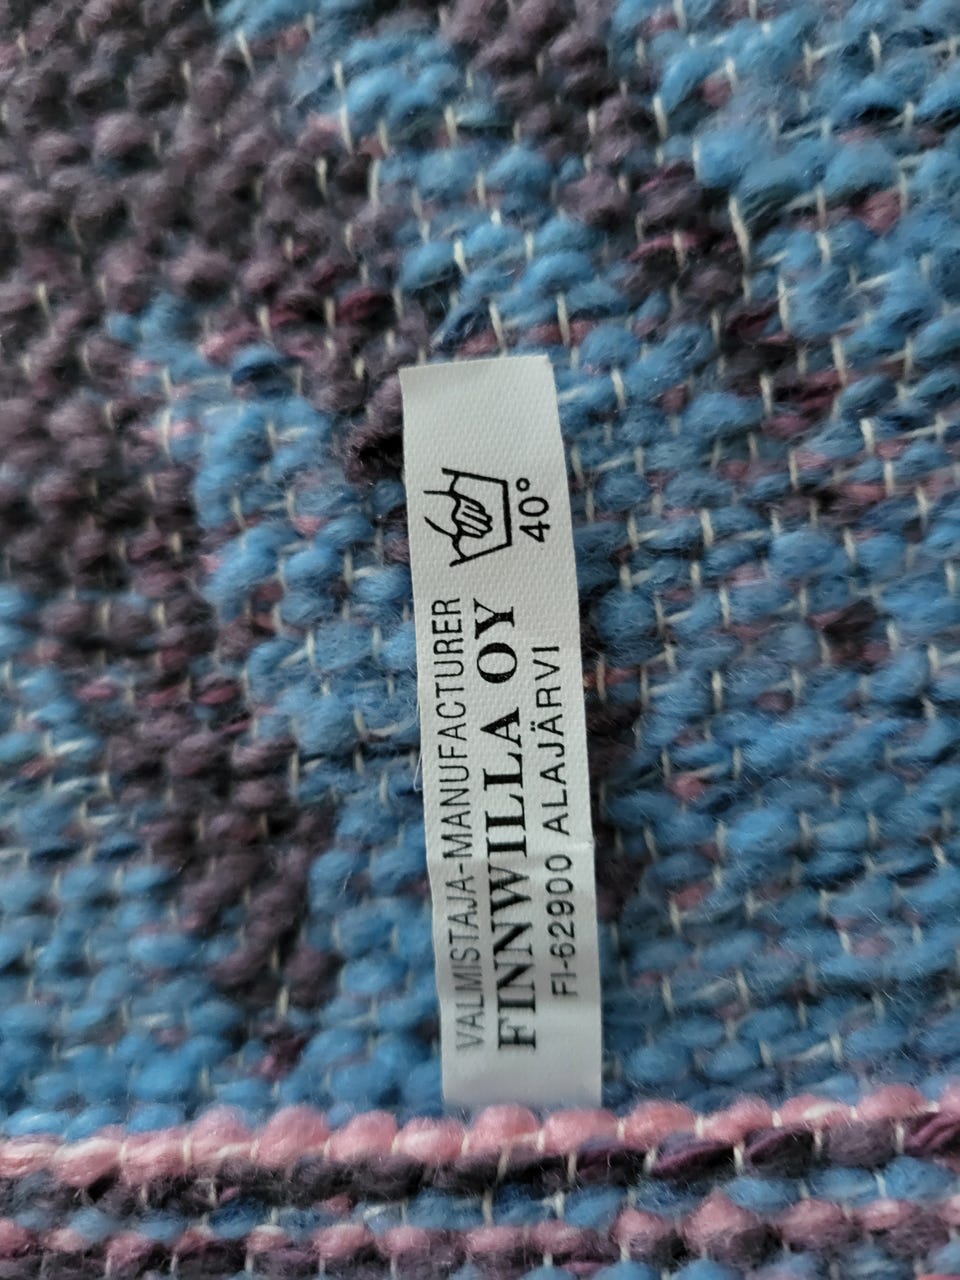 VALMISTAJA-MANUFACTURER
FINNWILLA OY
FI-62900 ALAJÄRVI
40°